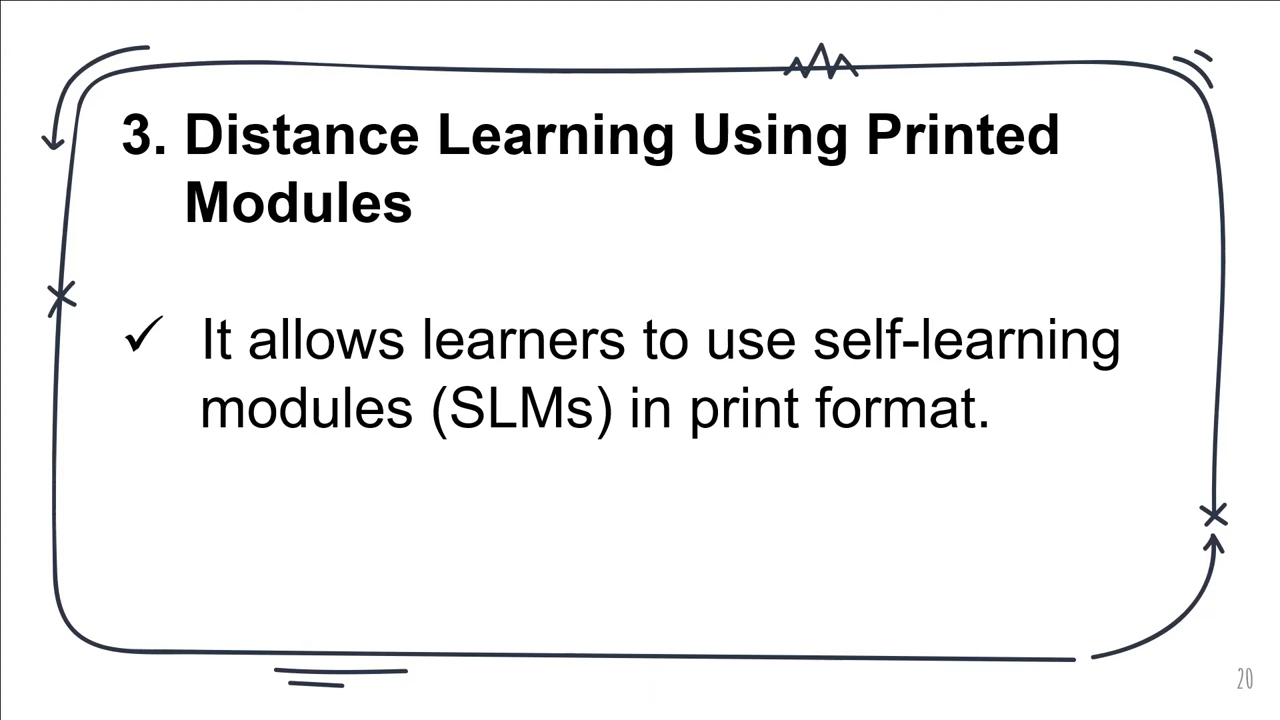 3. Distance Learning Using Printed
Modules
✓ It allows learners to use self-learning
modules (SLMs) in print format.
20